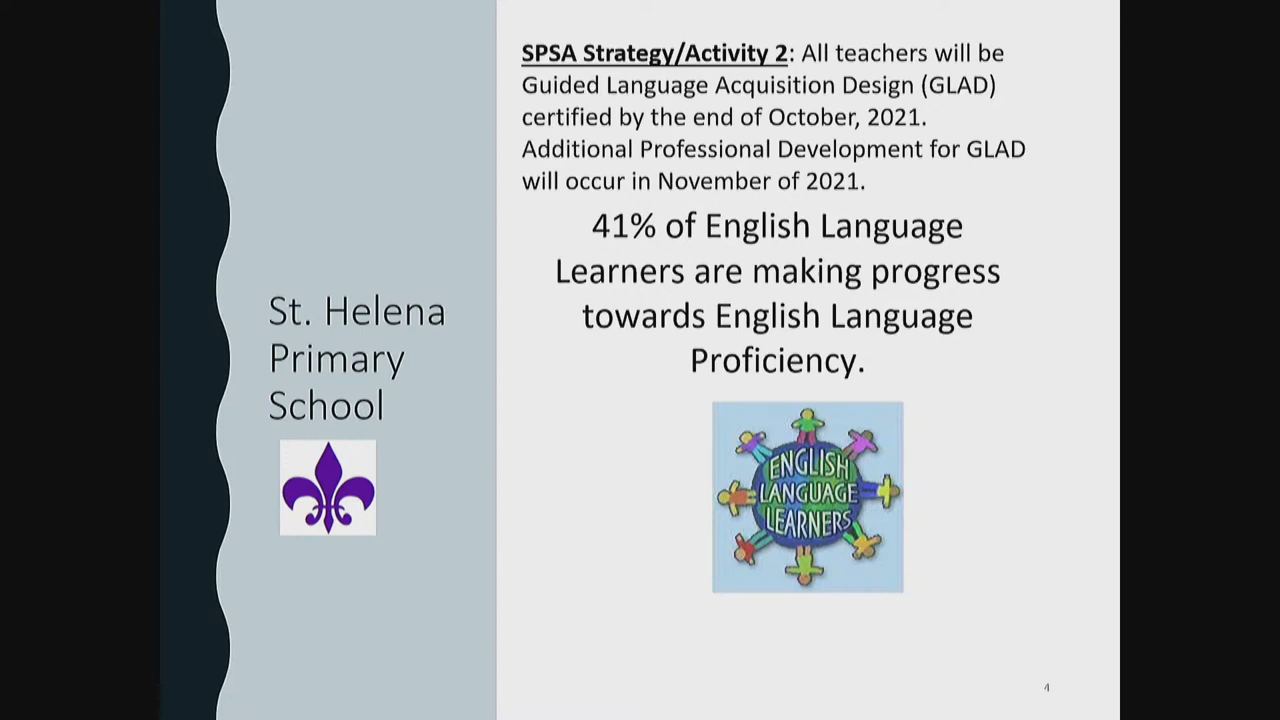 St. Helena
Primary
School
SPSA Strategy/Activity 2: All teachers will be
Guided Language Acquisition Design (GLAD)
certified by the end of October, 2021.
Additional Professional Development for GLAD
will occur in November of 2021.
41% of English Language
Learners are making progress
towards English Language
Proficiency.
ENGLISH
LANGUAGE
LEARNERS
4